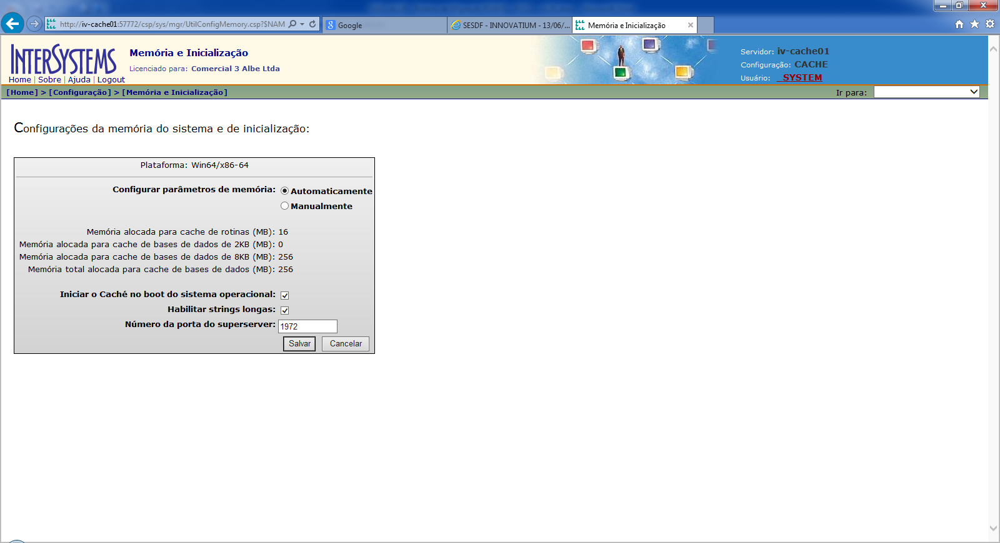 http://iv-cache01:57772/csp/sys/mgr/UtilConfigMemory.csp?$NAM
Google
SESDF - INNOVATIUM - 13/06/...
Memória e Inicialização
INTERSYSTEMS
Memória e Inicialização
Licenciado para: Comercial 3 Albe Ltda
Home | Sobre | Ajuda | Logout
Servidor: iv-cache01
Configuração: CACHE
Usuário: _SYSTEM
[Home] > [Configuração] > [Memória e Inicialização]
Ir para:
Configurações da memória do sistema e de inicialização:
Plataforma: Win64/x86-64
Configurar parâmetros de memória: Automaticamente
Manualmente
Memória alocada para cache de rotinas (MB): 16
Memória alocada para cache de bases de dados de 2KB (MB): 0
Memória alocada para cache de bases de dados de 8KB (MB): 256
Memória total alocada para cache de bases de dados (MB): 256
Iniciar o Caché no boot do sistema operacional:
Habilitar strings longas:
Número da porta do superserver: 1972
Salvar Cancelar